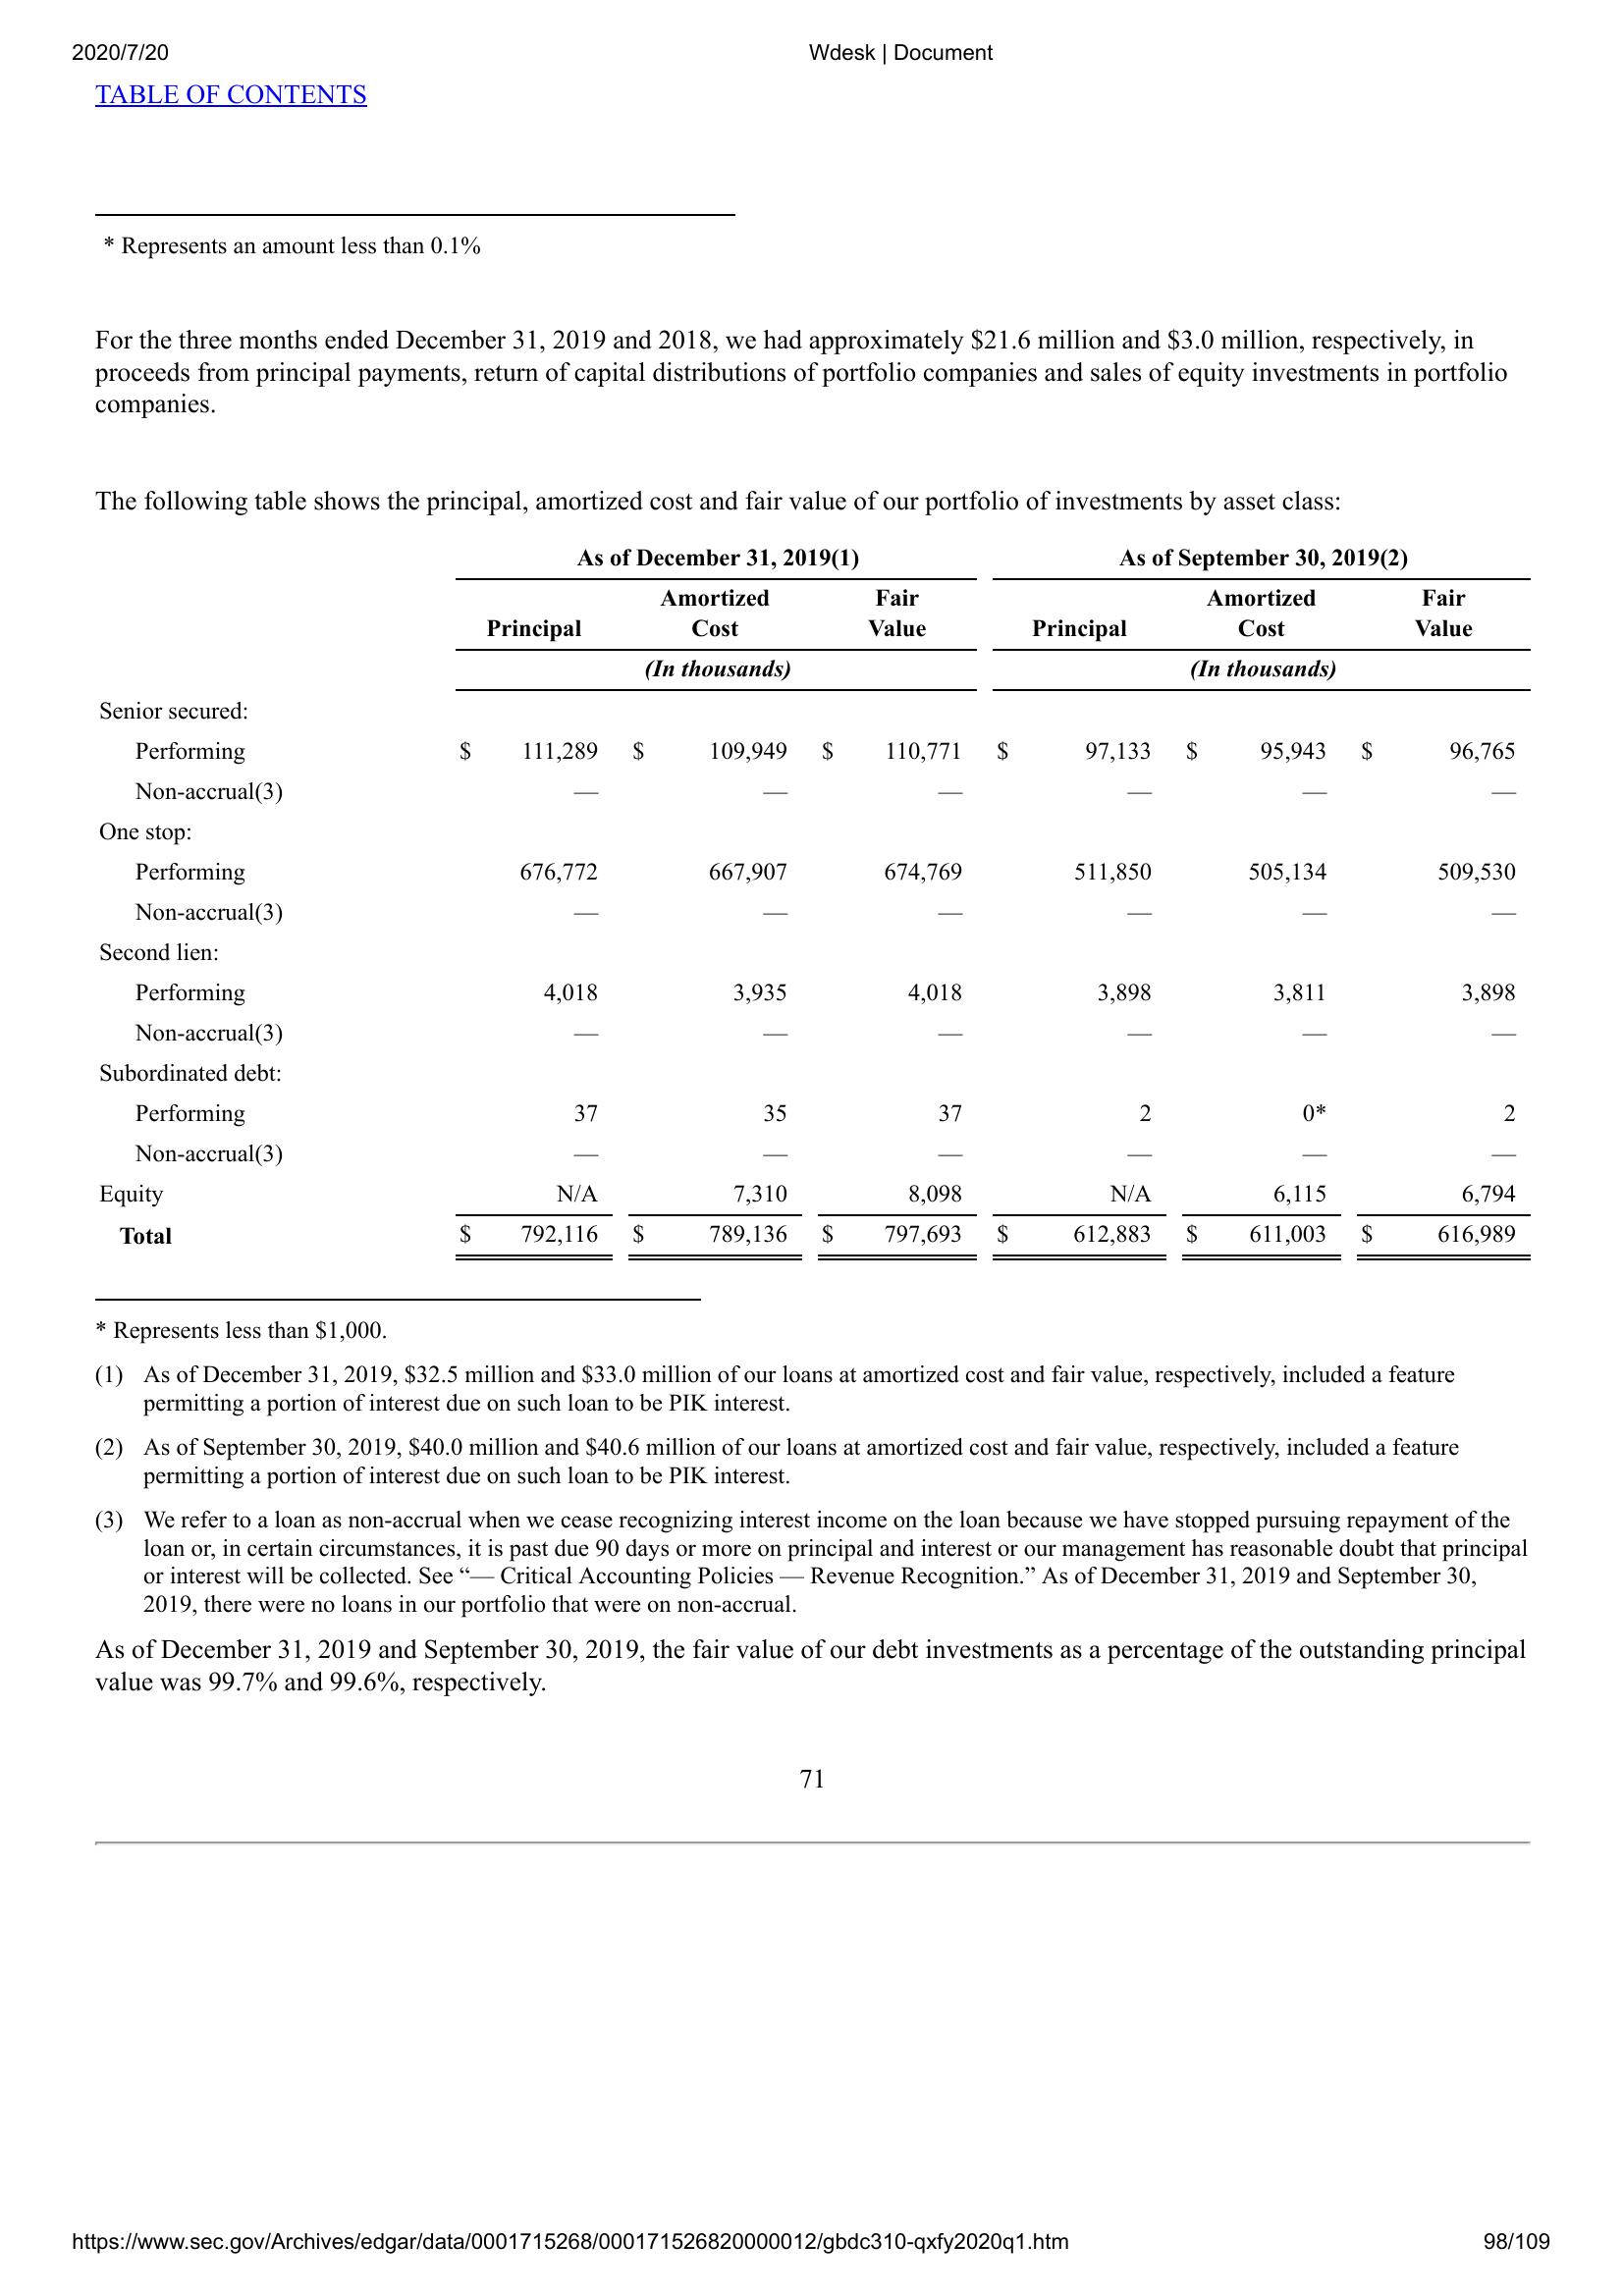 2020/7/20 Wdesk | Document
TABLE OF CONTENTS
* Represents an amount less than 0.1%
For the three months ended December 31, 2019 and 2018, we had approximately $21.6 million and $3.0 million, respectively, in
proceeds from principal payments, return of capital distributions of portfolio companies and sales of equity investments in portfolio
companies.
The following table shows the principal, amortized cost and fair value of our portfolio of investments by asset class:
As of December 31, 2019(1) As of September 30, 2019(2)
Amortized Fair Amortized Fair
Principal Cost Value Principal Cost Value
(In thousands) (In thousands)
Senior secured:
Performing $ 111,289 $ 109,949 $ 110,771 $ 97,133 $ 95,943 $ 96,765
Non-accrual(3) — — — — — —
One stop:
Performing 676,772 667,907 674,769 511,850 505,134 509,530
Non-accrual(3) — — — — — —
Second lien:
Performing 4,018 3,935 4,018 3,898 3,811 3,898
Non-accrual(3) — — — — — —
Subordinated debt:
Performing 37 35 37 2 0* 2
Non-accrual(3) — — — — — —
Equity N/A 7,310 8,098 N/A 6,115 6,794
Total $ 792,116 $ 789,136 $ 797,693 $ 612,883 $ 611,003 $ 616,989
* Represents less than $1,000.
(1) As of December 31, 2019, $32.5 million and $33.0 million of our loans at amortized cost and fair value, respectively, included a feature
permitting a portion of interest due on such loan to be PIK interest.
(2) As of September 30, 2019, $40.0 million and $40.6 million of our loans at amortized cost and fair value, respectively, included a feature
permitting a portion of interest due on such loan to be PIK interest.
(3) We refer to a loan as non-accrual when we cease recognizing interest income on the loan because we have stopped pursuing repayment of the
loan or, in certain circumstances, it is past due 90 days or more on principal and interest or our management has reasonable doubt that principal
or interest will be collected. See “— Critical Accounting Policies — Revenue Recognition.” As of December 31, 2019 and September 30,
2019, there were no loans in our portfolio that were on non-accrual.
As of December 31, 2019 and September 30, 2019, the fair value of our debt investments as a percentage of the outstanding principal
value was 99.7% and 99.6%, respectively.
71
https://www.sec.gov/Archives/edgar/data/0001715268/000171526820000012/gbdc310-qxfy2020q1.htm 98/109